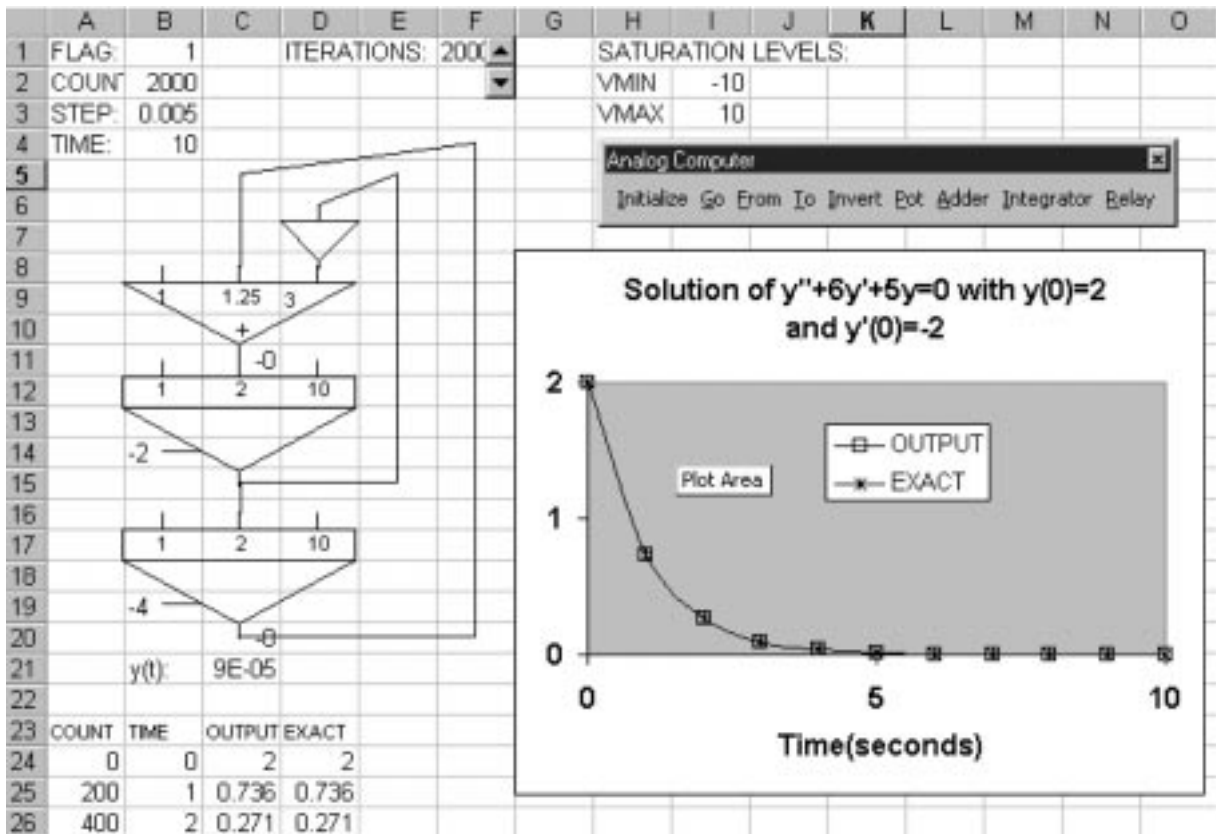 A B C D E F G H I J K L M N O
1 FLAG: 1 ITERATIONS: 2000 SATURATION LEVELS:
2 COUNT 2000 VMIN -10
3 STEP: 0.005 VMAX 10
4 TIME: 10
Analog Computer
5
Initialize Go From To Invert Pot Adder Integrator Relay
6
7
8
9 1 1.25 3
Solution of y''+6y'+5y=0 with y(0)=2
and y'(0)=-2
10 +
11 -0
12 1 2 10
2
13
14 -2
OUTPUT
15
Plot Area
EXACT
16
1
17 1 2 10
18
19 -4
20 -0
0
21 y(t): 9E-05
22
0 5 10
23 COUNT TIME OUTPUT EXACT
Time(seconds)
24 0 0 2 2
25 200 1 0.736 0.736
26 400 2 0.271 0.271